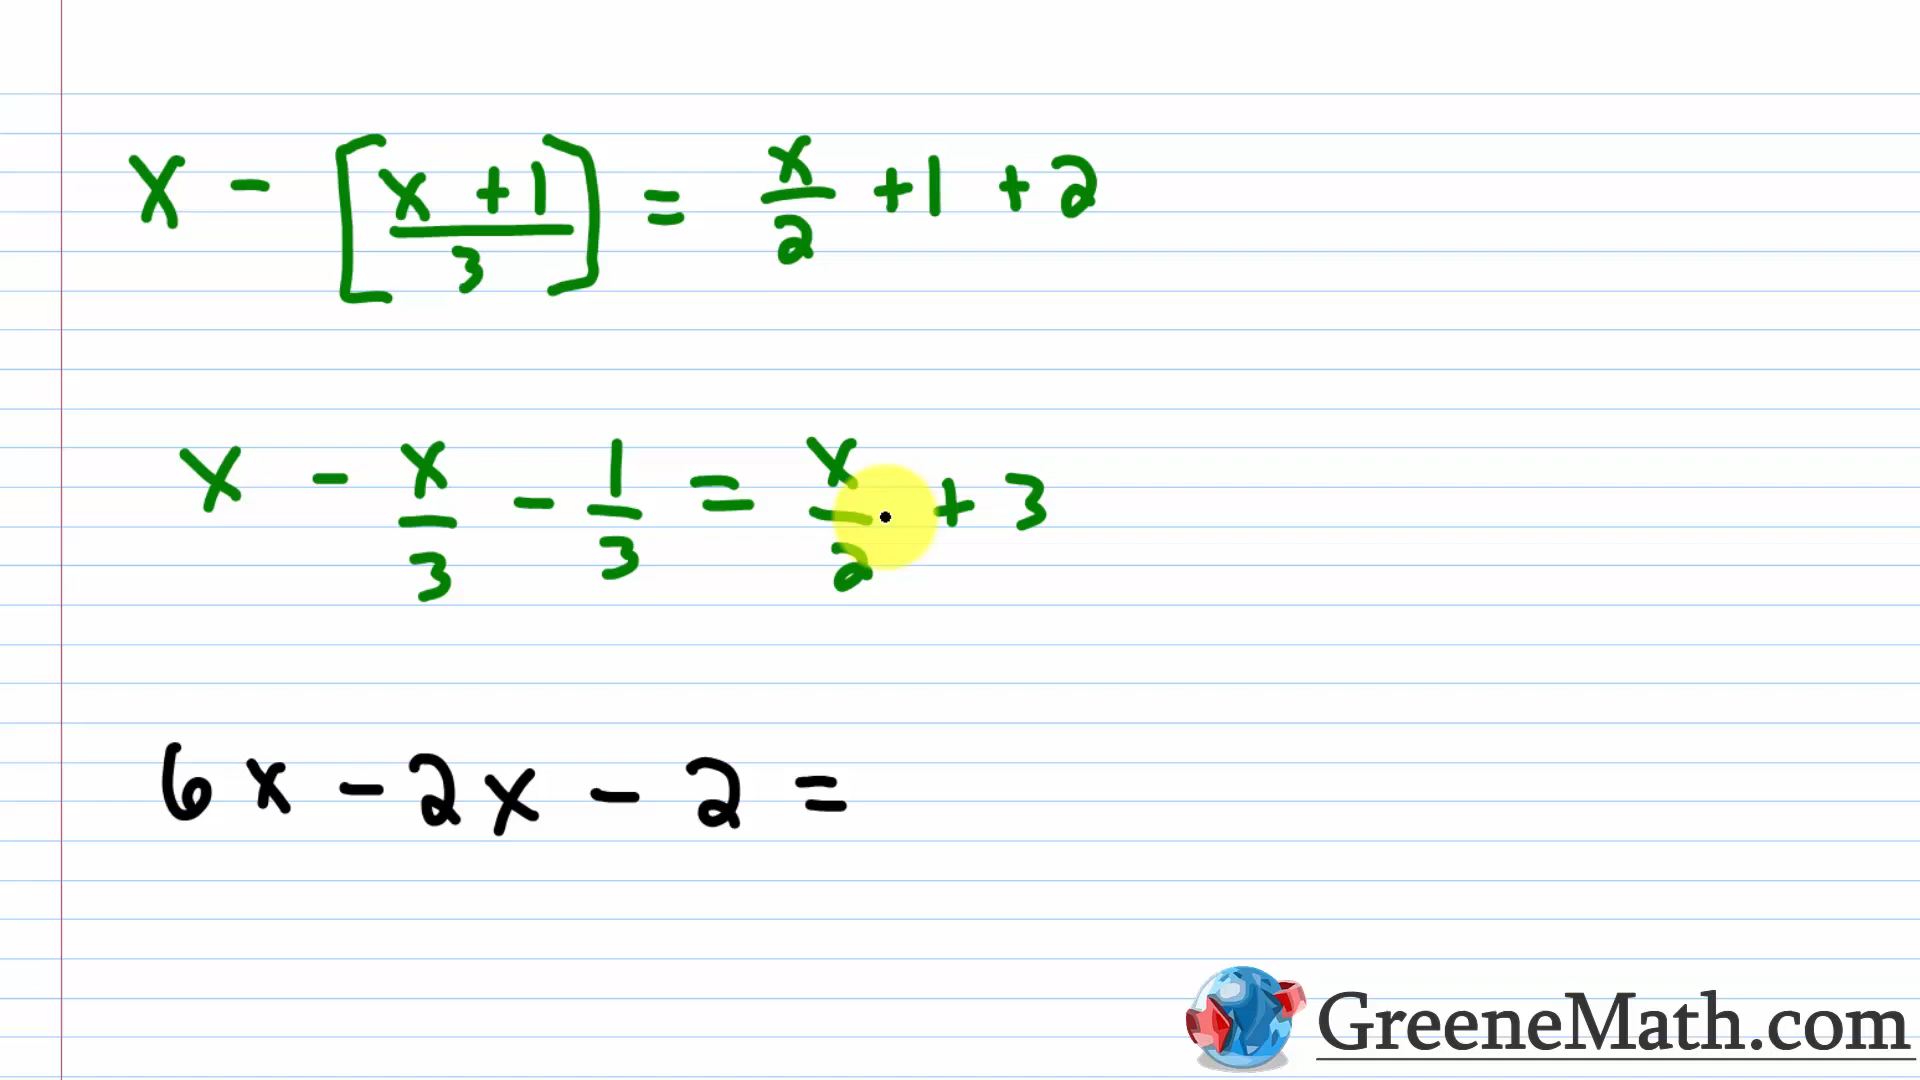 x - [x + 1 / 3] = x/2 + 1 + 2
x - x/3 - 1/3 = x/2 + 3
6x - 2x - 2 =
GreeneMath.com